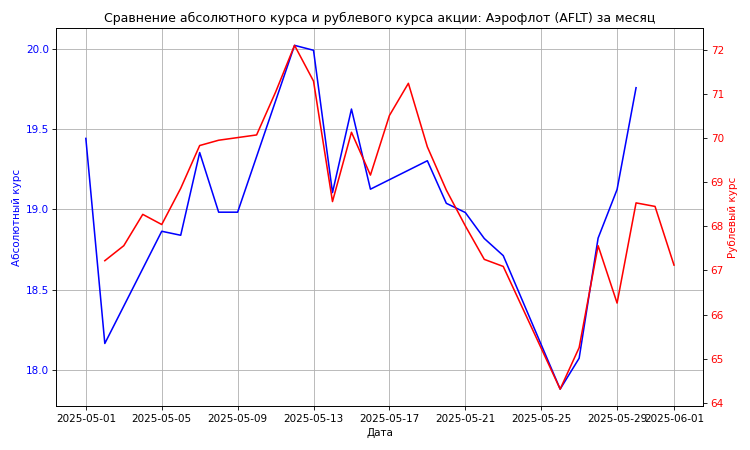 Сравнение абсолютного курса и рублевого курса акции: Аэрофлот (AFLT) за месяц
20.0
19.5
19.0
18.5
18.0
Абсолютный курс
72
71
70
69
68
67
66
65
64
Рублевый курс
2025-05-01 2025-05-05 2025-05-09 2025-05-13 2025-05-17 2025-05-21 2025-05-25 2025-05-29 2025-06-01
Дата